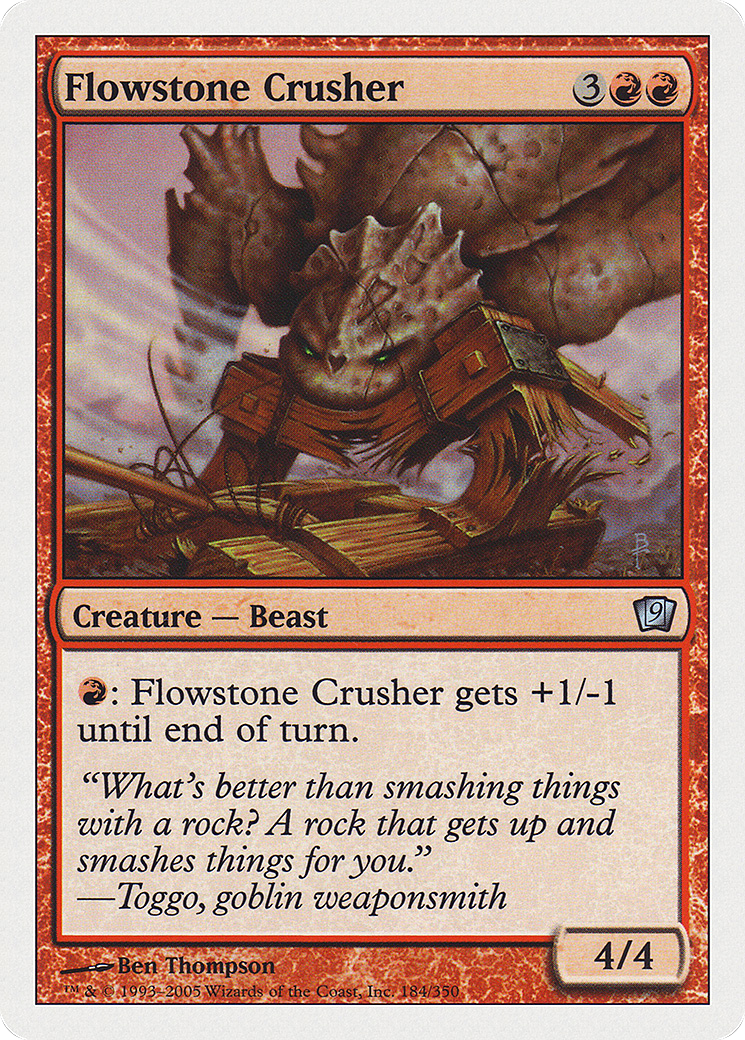 Flowstone Crusher 3
Creature — Beast 9
: Flowstone Crusher gets +1/-1
until end of turn.
“What’s better than smashing things
with a rock? A rock that gets up and
smashes things for you.”
—Toggo, goblin weaponsmith
4/4
Ben Thompson
™ & © 1993–2005 Wizards of the Coast, Inc. 184/350